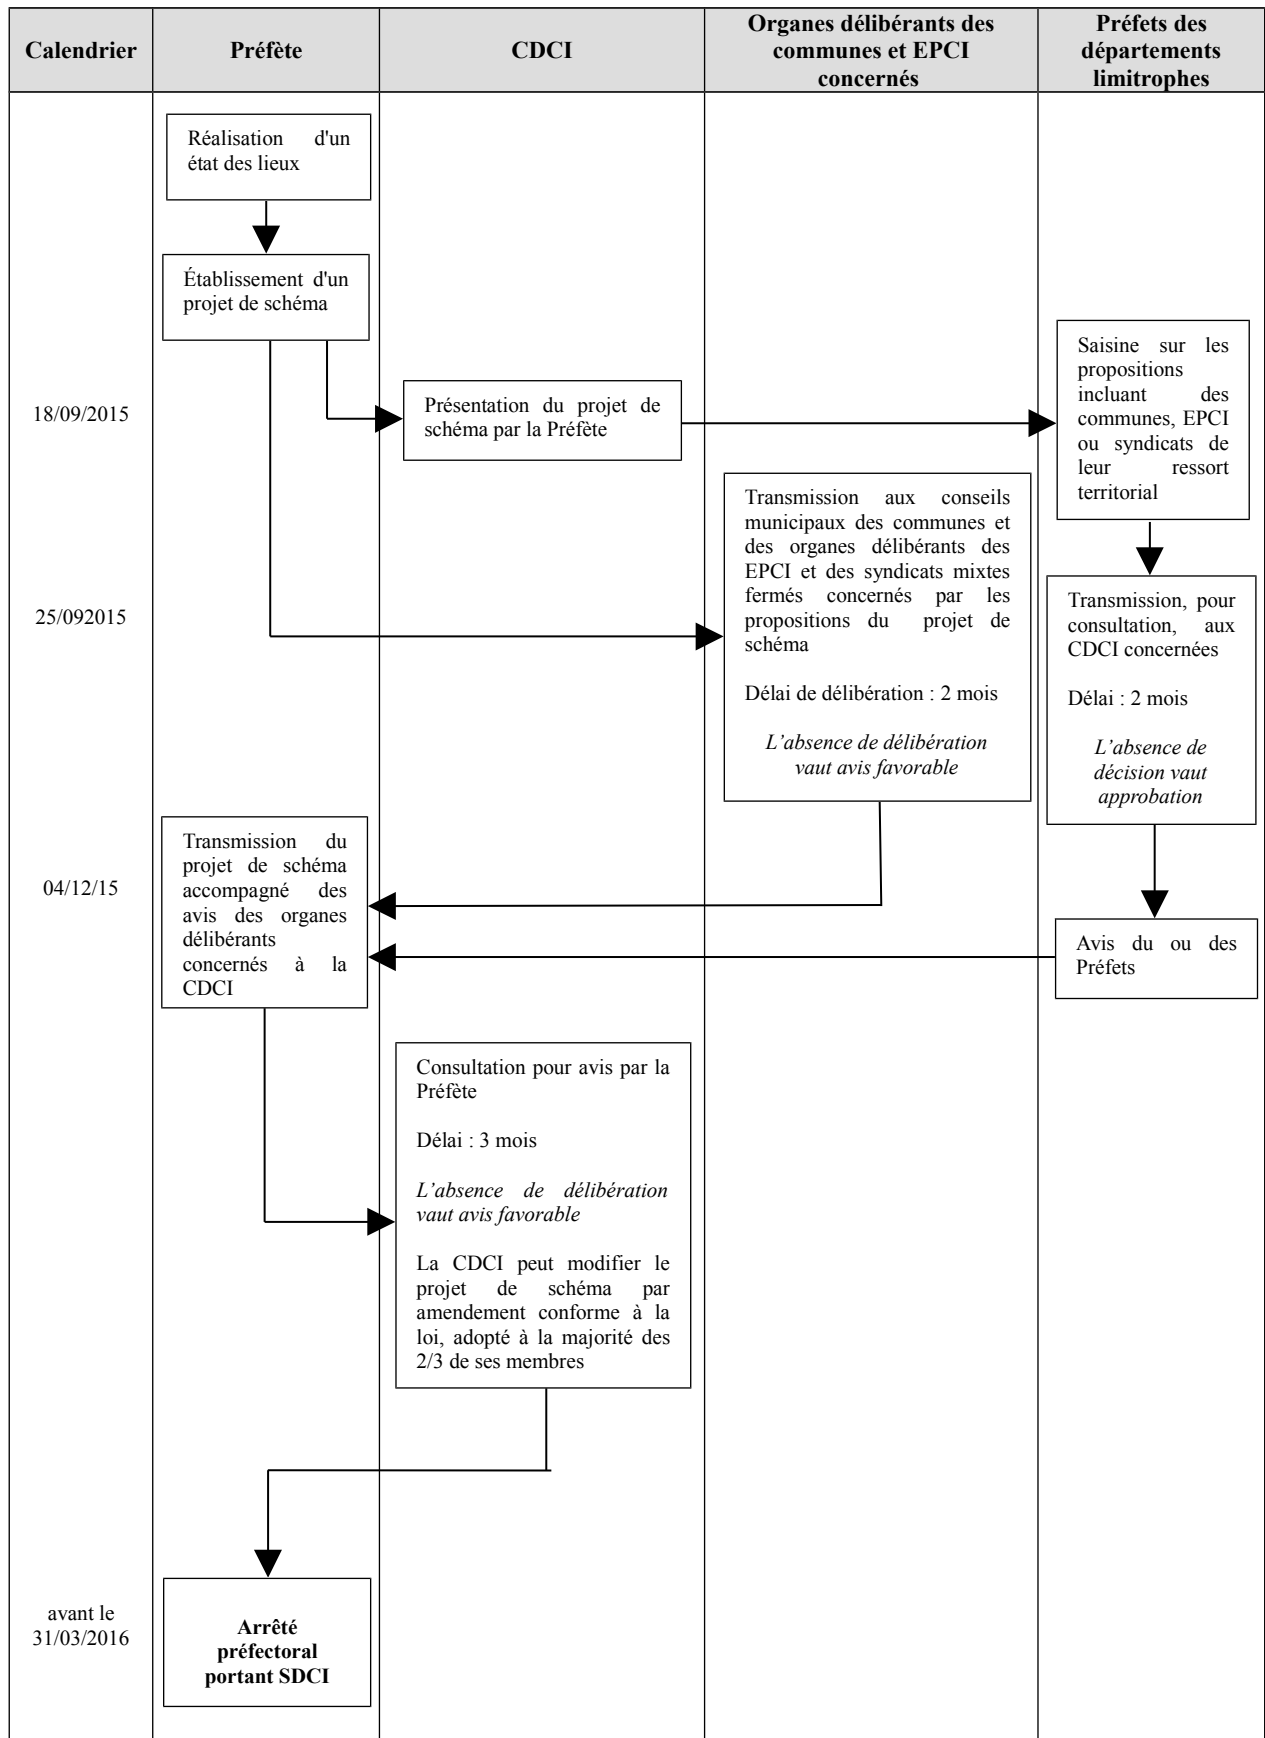 Calendrier
Préfète
CDCI
Organes délibérants des
communes et EPCI
concernés
Préfets des
départements
limitrophes
Réalisation d'un
état des lieux
Établissement d'un
projet de schéma
18/09/2015
Présentation du projet de
schéma par la Préfète
Saisine sur les
propositions
incluant des
communes, EPCI
ou syndicats de
leur ressort
territorial
25/092015
Transmission aux conseils
municipaux des communes et
des organes délibérants des
EPCI et des syndicats mixtes
fermés concernés par les
propositions du projet de
schéma
Délai de délibération : 2 mois
L’absence de délibération
vaut avis favorable
Transmission, pour
consultation, aux
CDCI concernées
Délai : 2 mois
L’absence de
décision vaut
approbation
04/12/15
Transmission du
projet de schéma
accompagné des
avis des organes
délibérants
concernés à la
CDCI
Avis du ou des
Préfets
Consultation pour avis par la
Préfète
Délai : 3 mois
L’absence de délibération
vaut avis favorable
La CDCI peut modifier le
projet de schéma par
amendement conforme à la
loi, adopté à la majorité des
2/3 de ses membres
avant le
31/03/2016
Arrêté
préfectoral
portant SDCI